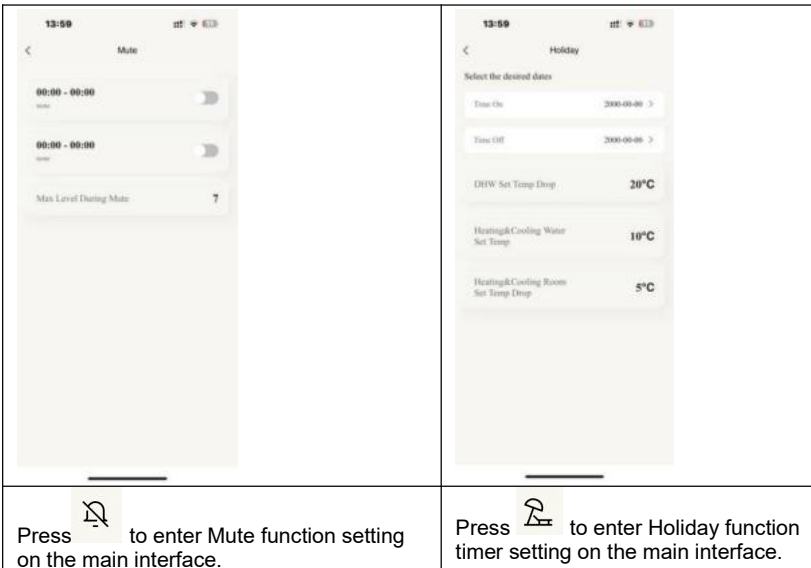 13:59
Mute
00:00 - 00:00
00:00 - 00:00
Max Level During Mute 7
Press to enter Mute function setting
on the main interface.
13:59
Holiday
Select the desired dates
Time On 2000-00-00 >
Time Off 2000-00-00 >
DHW Set Temp Drop 20°C
Heating&Cooling Water
Set Temp 10°C
Heating&Cooling Room
Set Temp Drop 5°C
Press to enter Holiday function
timer setting on the main interface.